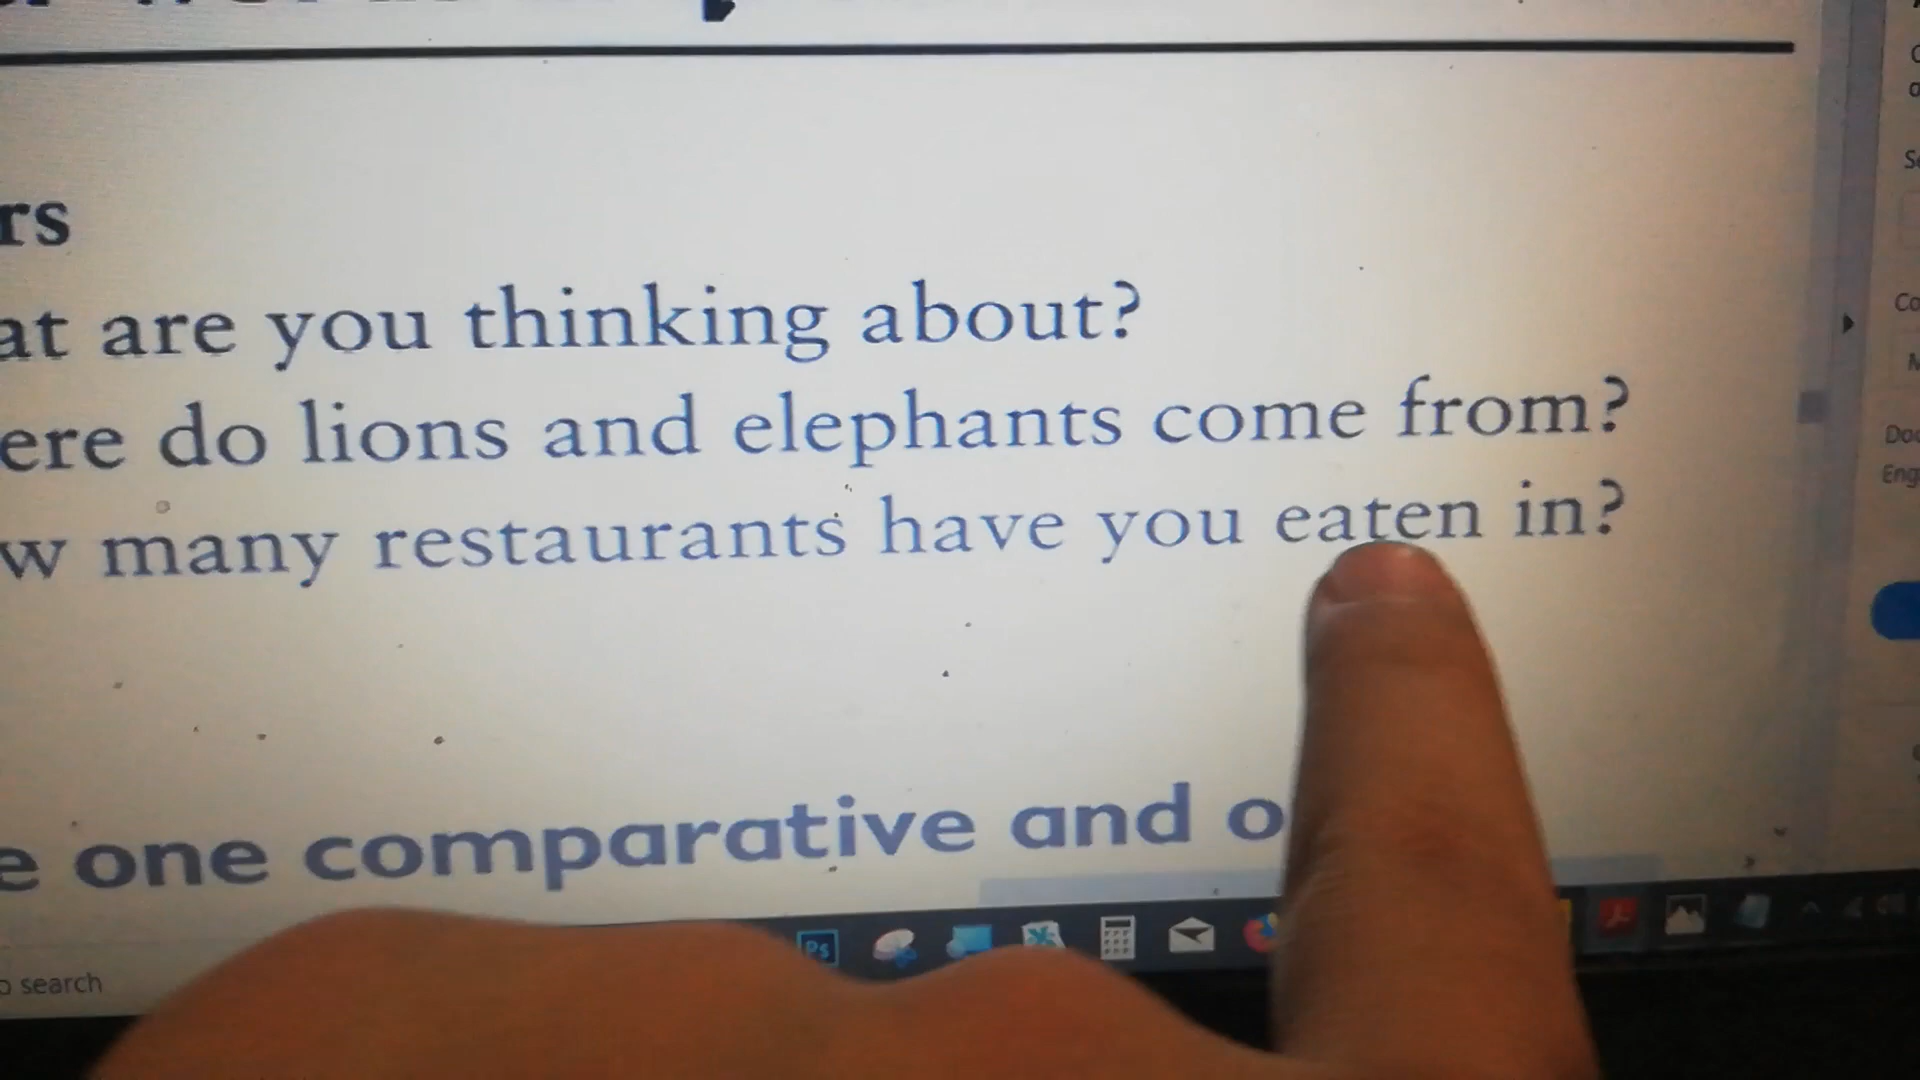 rs
at are you thinking about?
ere do lions and elephants come from?
w many restaurants have you eaten in?
e one comparative and o
search
Ps